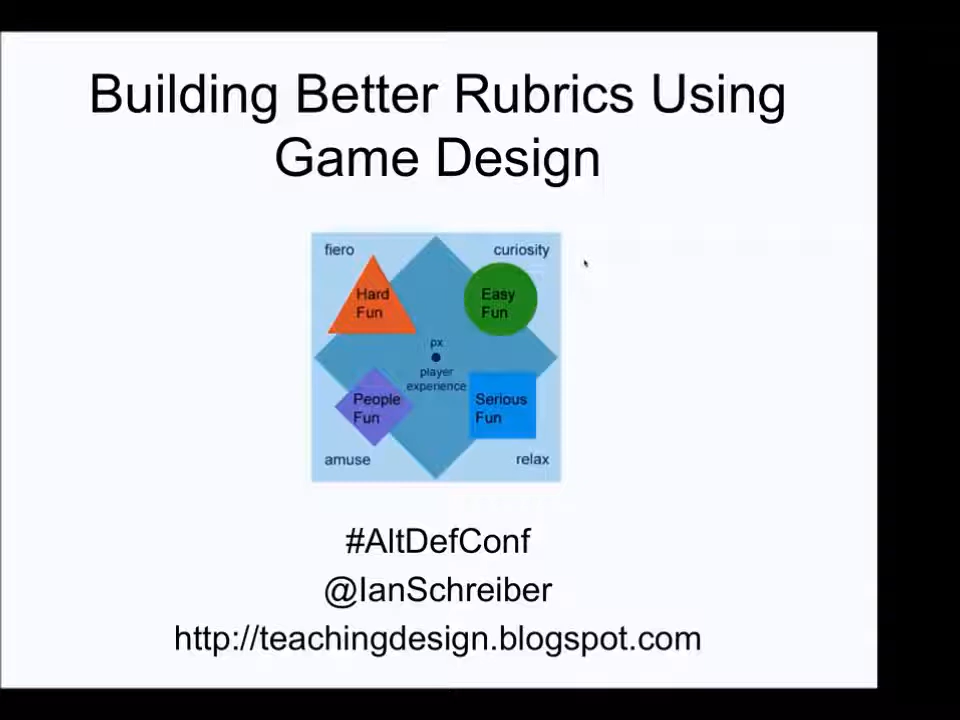 Building Better Rubrics Using
Game Design
fiero
curiosity
Hard
Fun
Easy
Fun
px
player
experience
People
Fun
Serious
Fun
amuse
relax
#AltDefConf
@IanSchreiber
http://teachingdesign.blogspot.com